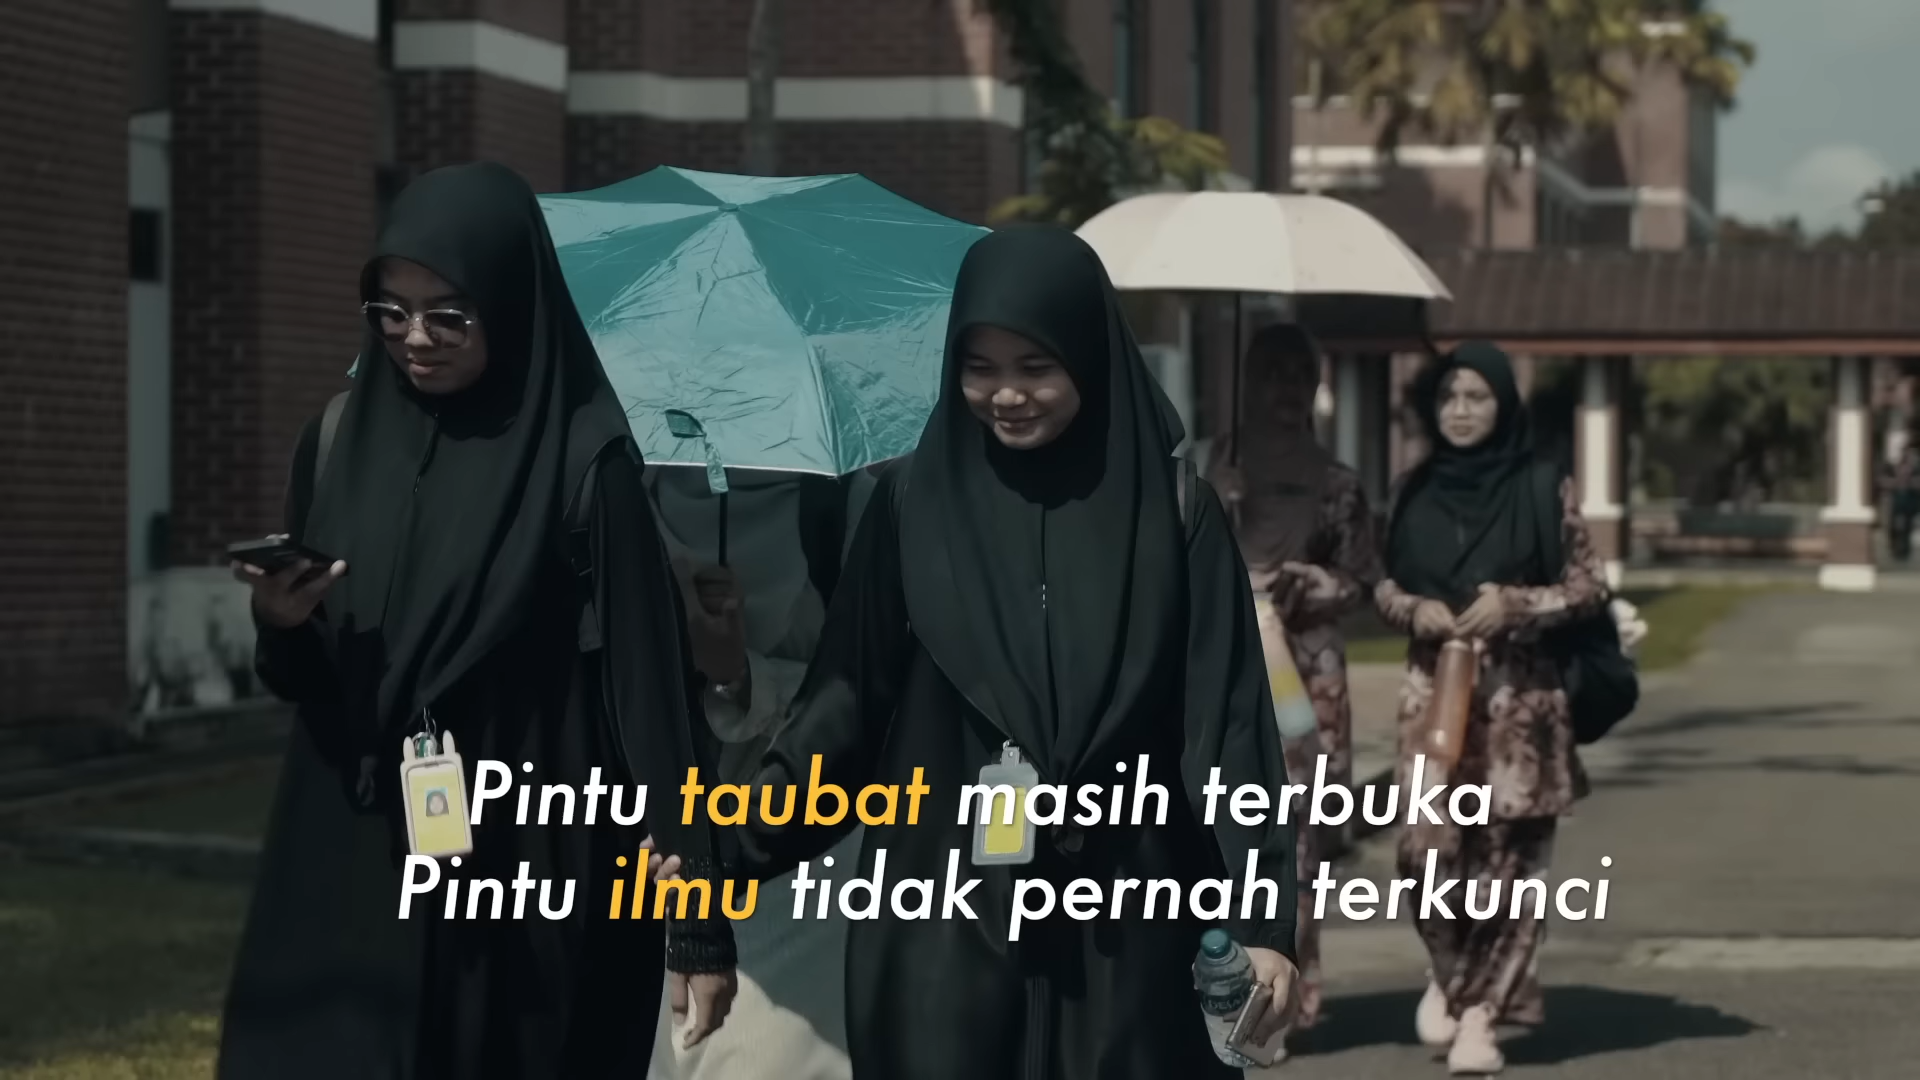 Pintu taubat masih terbuka
Pintu ilmu tidak pernah terkunci